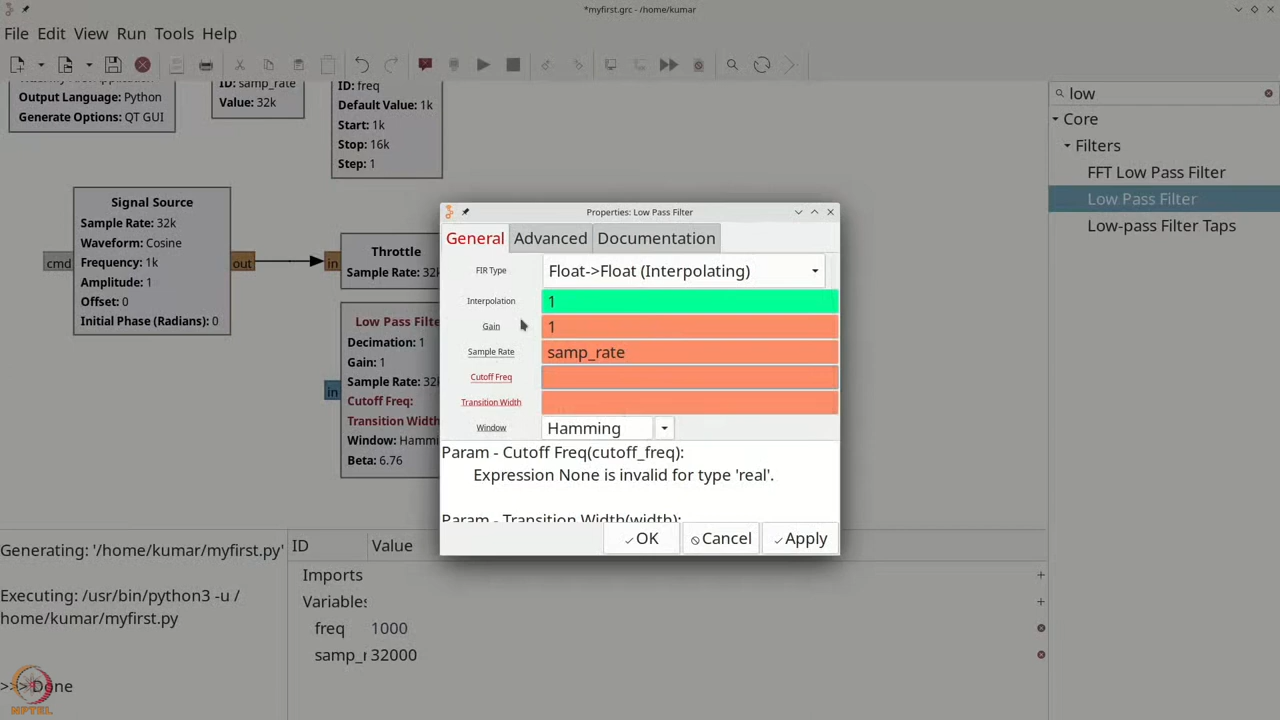 *myfirst.grc - /home/kumar
File Edit View Run Tools Help
Output Language: Python
Generate Options: QT GUI
ID: samp_rate
Value: 32k
ID: freq
Default Value: 1k
Start: 1k
Stop: 16k
Step: 1
Signal Source
Sample Rate: 32k
Waveform: Cosine
Frequency: 1k
Amplitude: 1
Offset: 0
Initial Phase (Radians): 0
cmd
out
in
Throttle
Sample Rate: 32
in
Low Pass Filte
Decimation: 1
Gain: 1
Sample Rate: 32k
Cutoff Freq:
Transition Width
Window: Hamm
Beta: 6.76
Properties: Low Pass Filter
General Advanced Documentation
FIR Type Float->Float (Interpolating)
Interpolation 1
Gain 1
Sample Rate samp_rate
Cutoff Freq
Transition Width
Window Hamming
Param - Cutoff Freq(cutoff_freq):
Expression None is invalid for type 'real'.
Param - Transition Width(width):
OK Cancel Apply
low
Core
Filters
FFT Low Pass Filter
Low Pass Filter
Low-pass Filter Taps
Generating: '/home/kumar/myfirst.py'
Executing: /usr/bin/python3 -u /
home/kumar/myfirst.py
>>> Done
NPTEL
ID Value
Imports
Variables
freq 1000
samp_r 32000